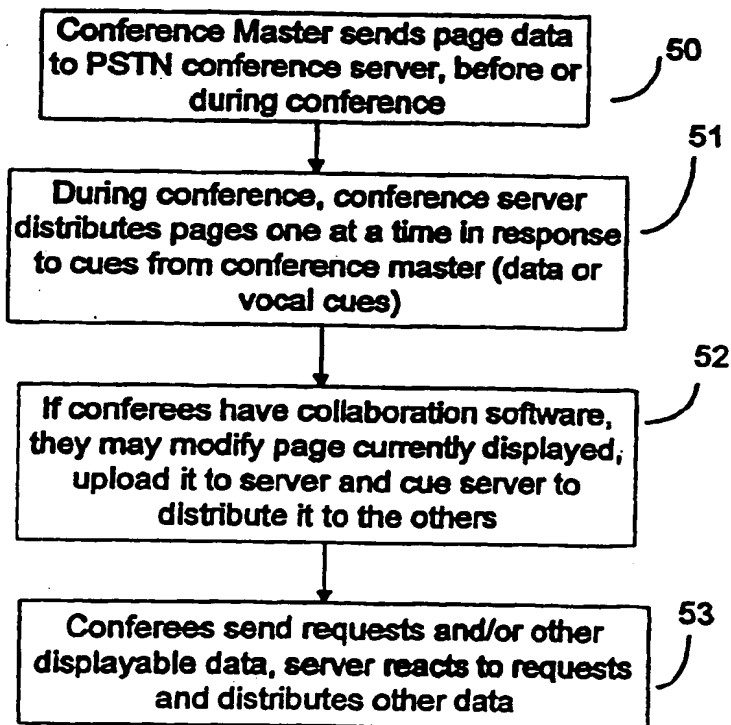 Conference Master sends page data
to PSTN conference server, before or
during conference
50
During conference, conference server
distributes pages one at a time in response
to cues from conference master (data or
vocal cues)
51
If conferees have collaboration software,
they may modify page currently displayed,
upload it to server and cue server to
distribute it to the others
52
Conferees send requests and/or other
displayable data, server reacts to requests
and distributes other data
53